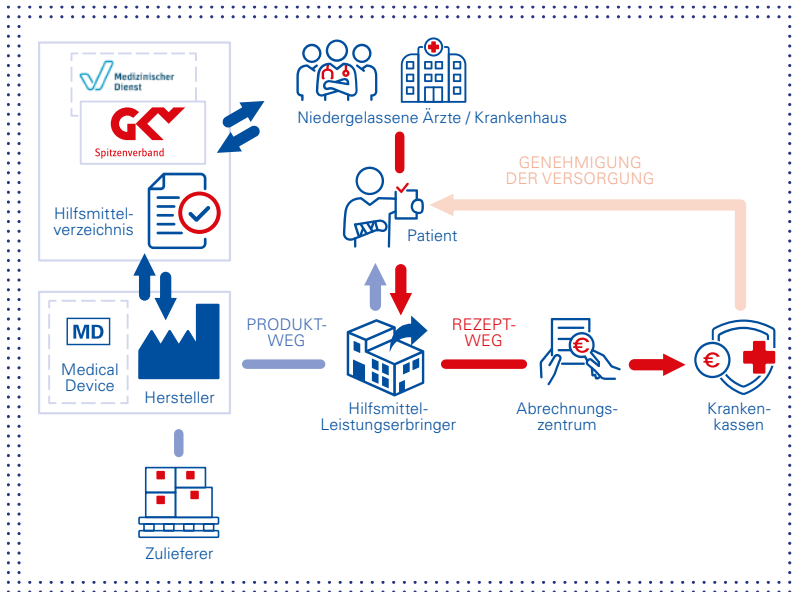 Medizinischer
Dienst
GKV
Spitzenverband
Hilfsmittel-
verzeichnis
Niedergelassene Ärzte / Krankenhaus
GENEHMIGUNG
DER VERSORGUNG
Patient
MD
Medical
Device
Hersteller
PRODUKT-
WEG
Hilfsmittel-
Leistungserbringer
REZEPT-
WEG
€
Abrechnungs-
zentrum
€
Kranken-
kassen
Zulieferer